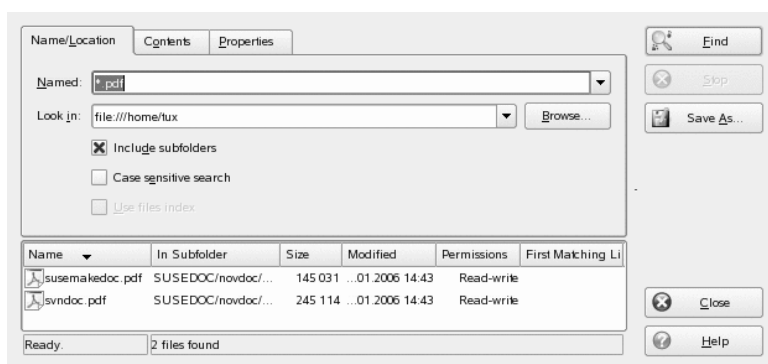 Name/Location Contents Properties
Named: *.pdf
Look in: file:///home/tux Browse...
Include subfolders
Case sensitive search
Use files index
Find
Stop
Save As...
Name In Subfolder Size Modified Permissions First Matching Li
susemakedoc.pdf SUSEDOC/novdoc/... 145 031 ...01.2006 14:43 Read-write
svndoc.pdf SUSEDOC/novdoc/... 245 114 ...01.2006 14:43 Read-write
Ready. 2 files found
Close
Help